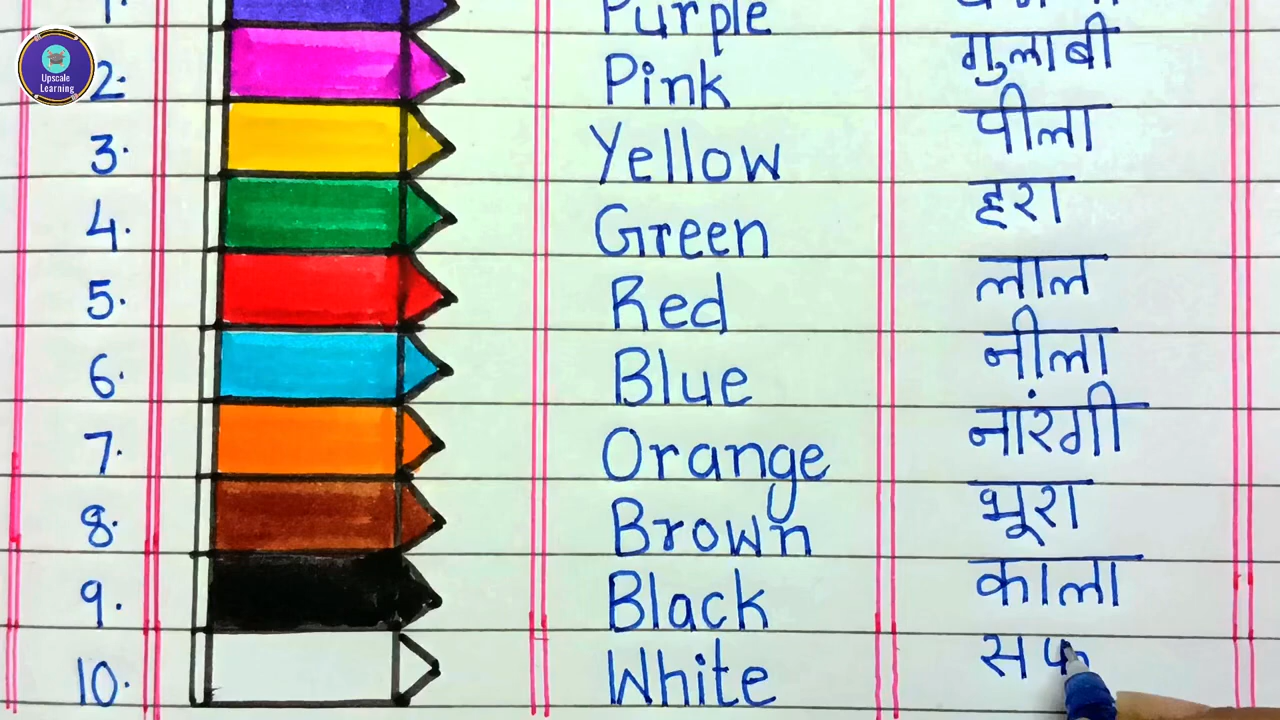 Upscale
Learning
1. Purple
2. Pink गुलाबी
3. Yellow पीला
4. Green हरा
5. Red लाल
6. Blue नीला
7. Orange नारंगी
8. Brown भूरा
9. Black काला
10. White